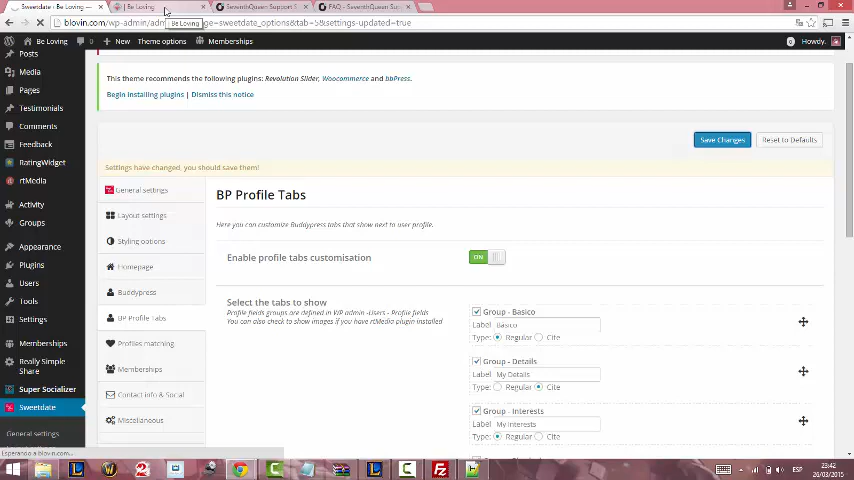 Sweetdate ‹ Be Loving —
Be Loving
SeventhQueen Support S
FAQ - SeventhQueen Sup
blovin.com/wp-admin/adm
ge=sweetdate_options&tab=5&settings-updated=true
Be Loving
Be Loving
0
New
Theme options
Memberships
Howdy,
Posts
Media
Pages
Testimonials
Comments
Feedback
RatingWidget
rtMedia
Activity
Groups
Appearance
Plugins
Users
Tools
Settings
Memberships
Really Simple
Share
Super Socializer
Sweetdate
General settings
This theme recommends the following plugins: Revolution Slider, Woocommerce and bbPress.
Begin installing plugins | Dismiss this notice
Save Changes
Reset to Defaults
Settings have changed, you should save them!
General settings
Layout settings
Styling options
Homepage
Buddypress
BP Profile Tabs
Profiles matching
Memberships
Contact info & Social
Miscellaneous
BP Profile Tabs
Here you can customize Buddypress tabs that show next to user profile.
Enable profile tabs customisation
ON
Select the tabs to show
Profile fields groups are defined in WP admin -Users - Profile fields
You can also check to show images if you have rtMedia plugin installed
Group - Basico
Label Basico
Type: Regular Cite
Group - Details
Label My Details
Type: Regular Cite
Group - Interests
Label My Interests
Type: Regular Cite
Esperando a blovin.com...
ESP
23:42
26/03/2015